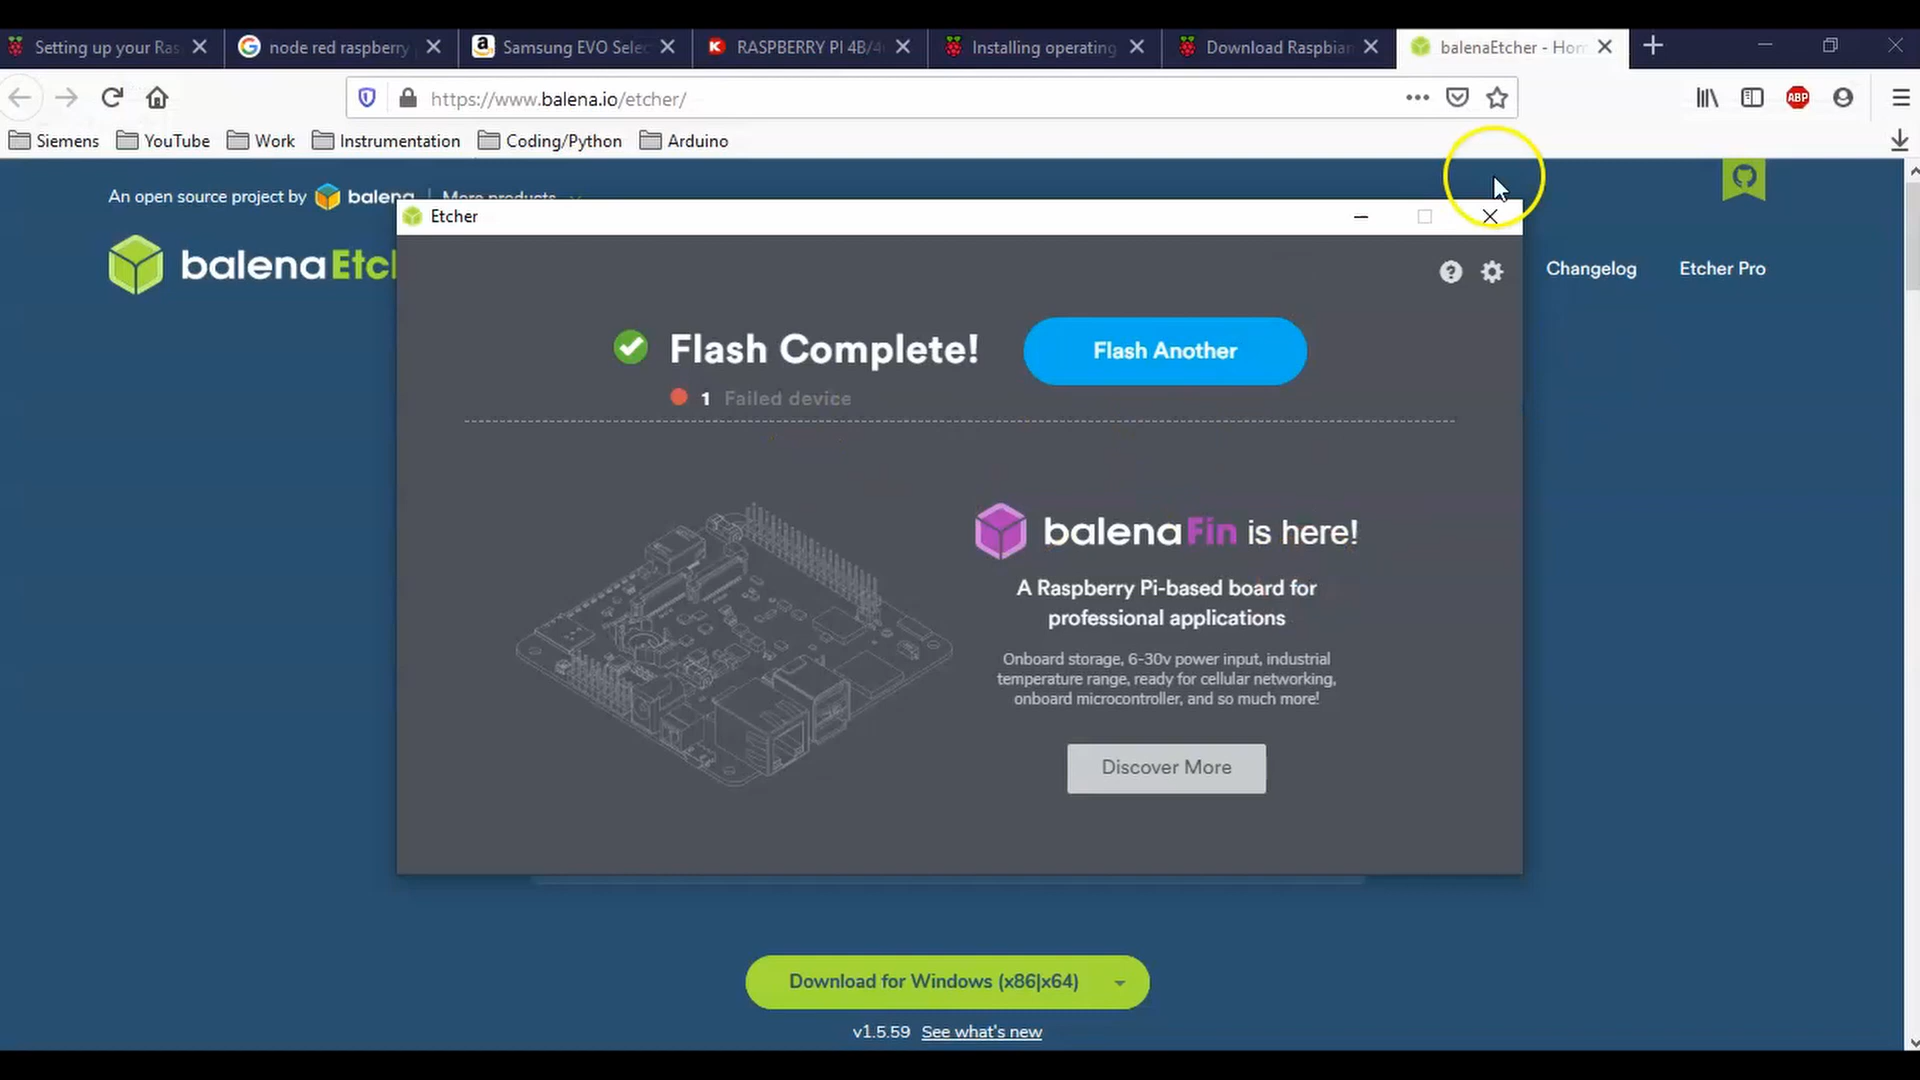 Setting up your Ras
node red raspberry
Samsung EVO Selec
RASPBERRY PI 4B/4
Installing operating
Download Raspbian
balenaEtcher - Hom
https://www.balena.io/etcher/
ABP
Siemens
YouTube
Work
Instrumentation
Coding/Python
Arduino
An open source project by balena
More products
Etcher
balenaEtc
Changelog
Etcher Pro
Flash Complete!
Flash Another
1 Failed device
balenaFin is here!
A Raspberry Pi-based board for
professional applications
Onboard storage, 6-30v power input, industrial
temperature range, ready for cellular networking,
onboard microcontroller, and so much more!
Discover More
Download for Windows (x86|x64)
v1.5.59 See what's new